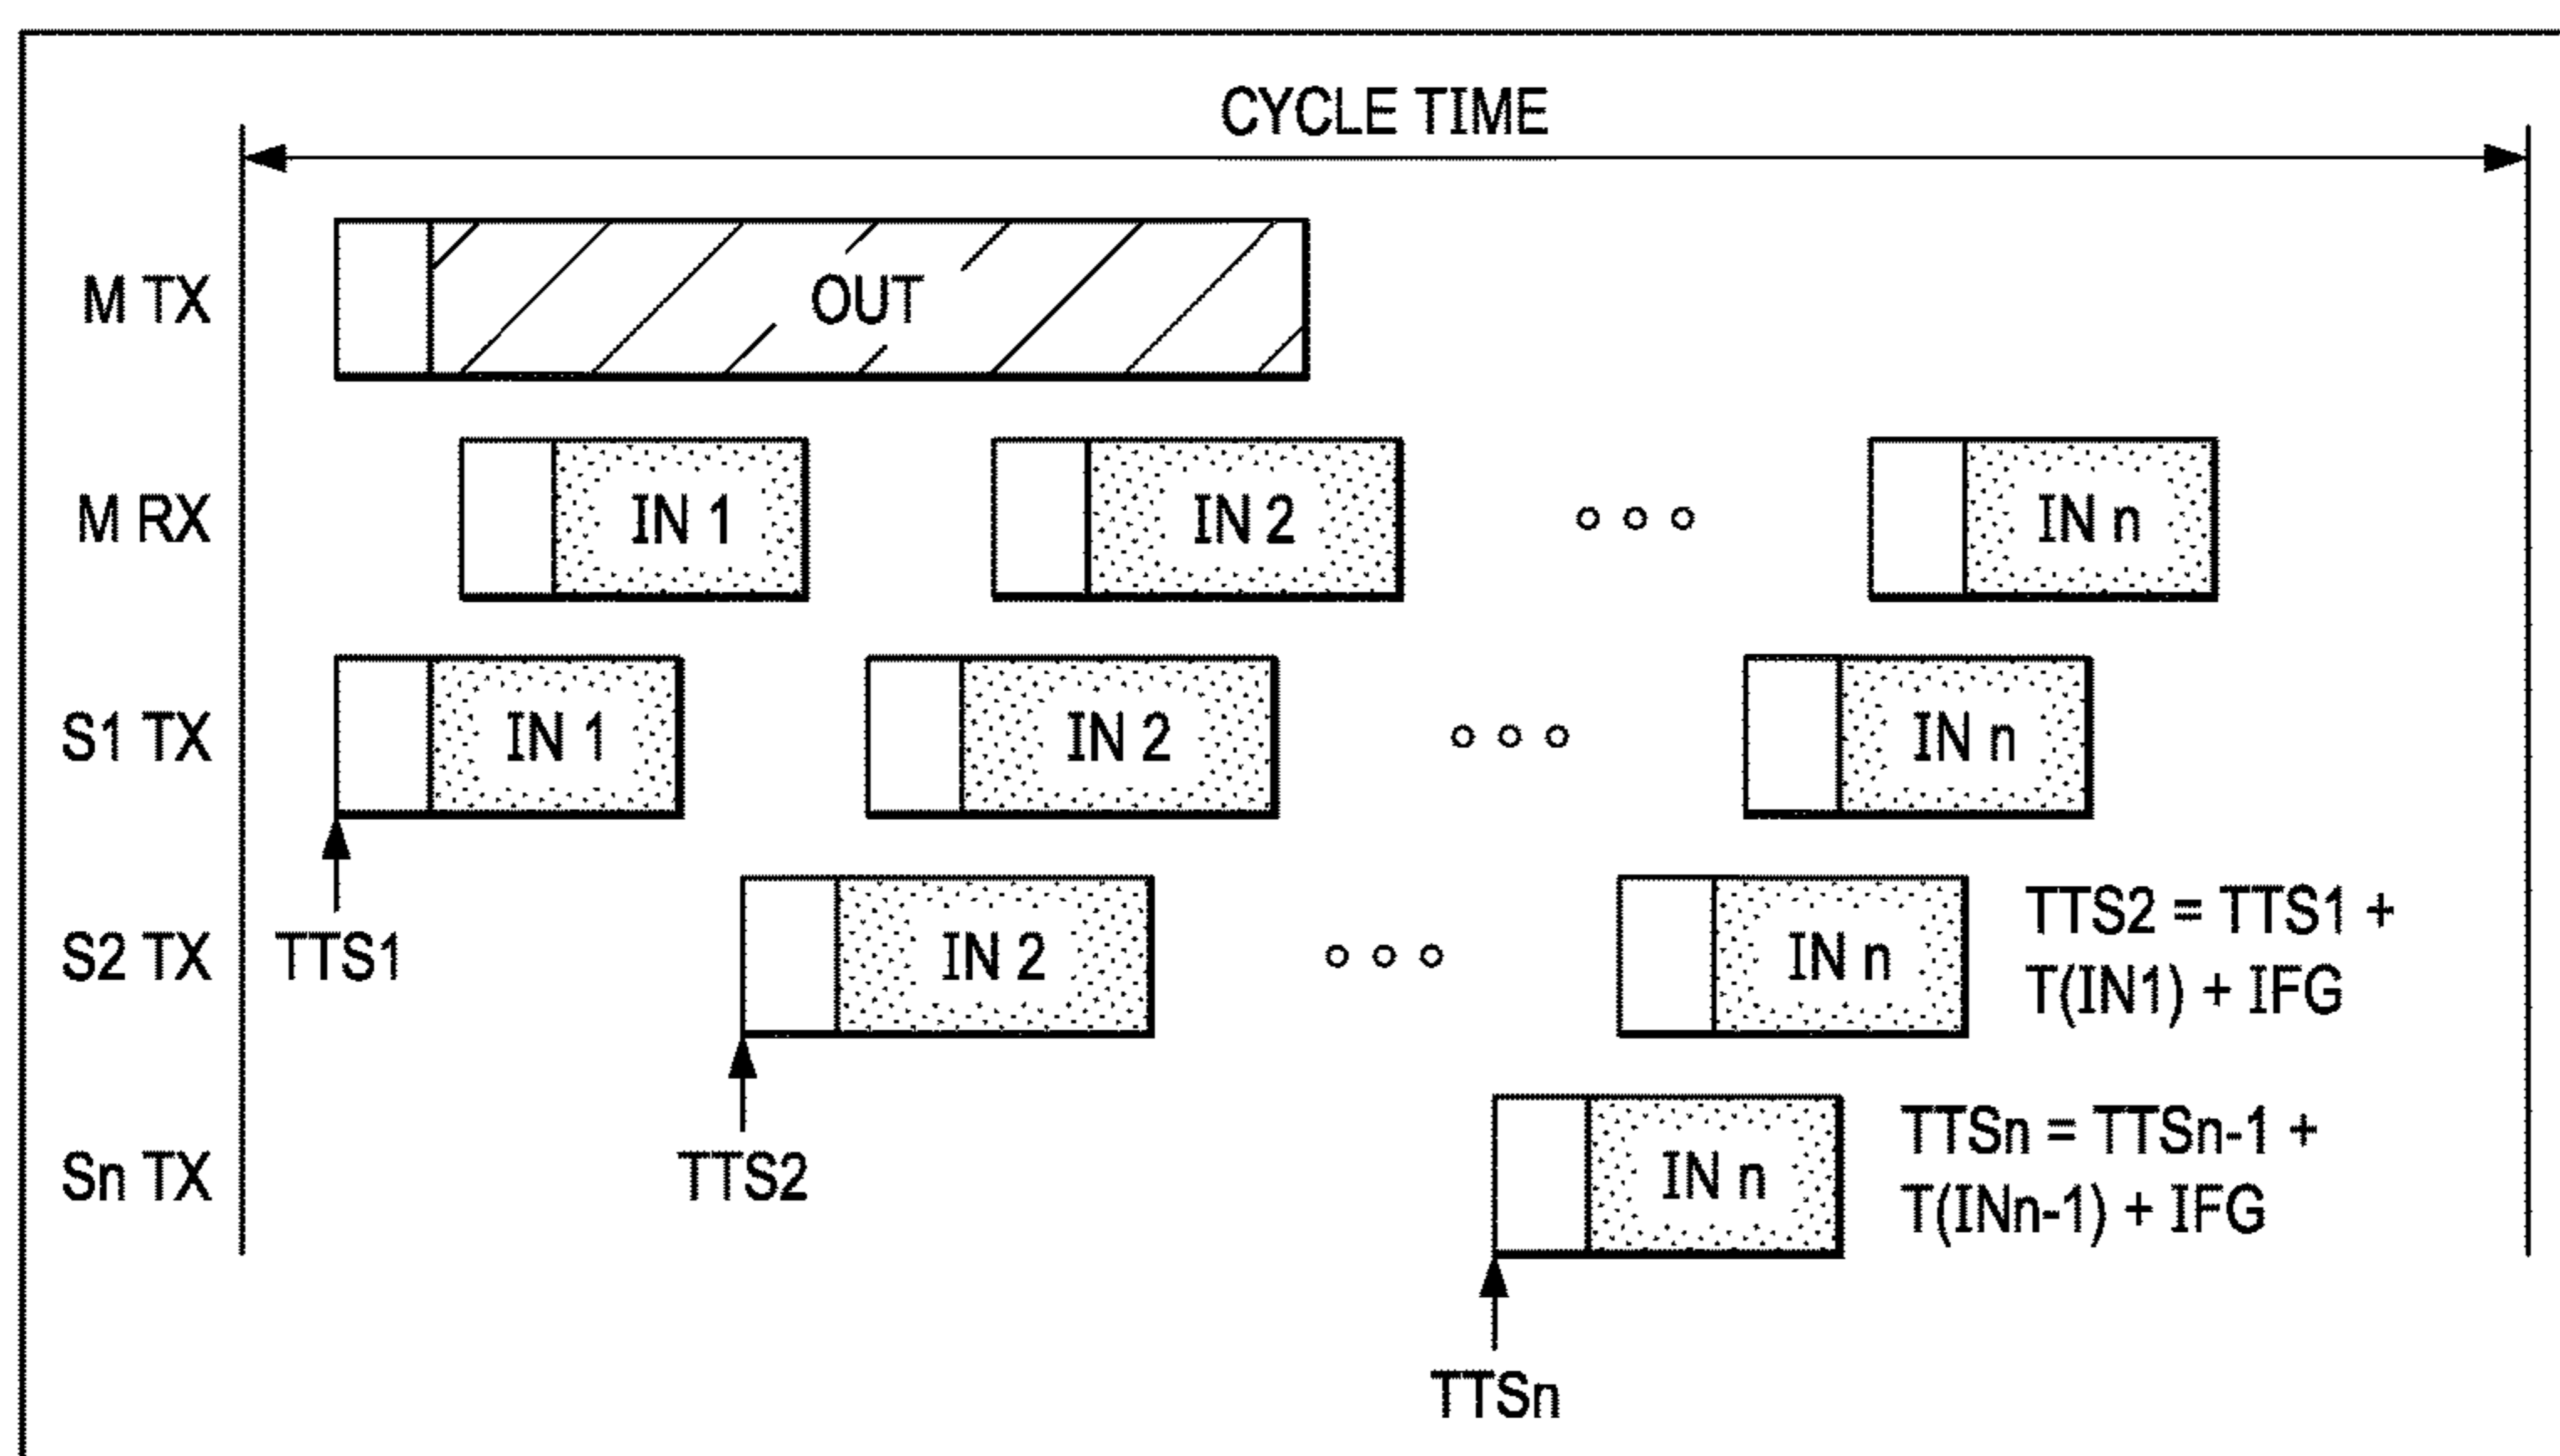 CYCLE TIME
M TX
OUT
M RX
IN 1
IN 2
IN n
S1 TX
IN 1
IN 2
IN n
TTS1
S2 TX
IN 2
IN n
TTS2 = TTS1 +
T(IN1) + IFG
TTS2
Sn TX
IN n
TTSn = TTSn-1 +
T(INn-1) + IFG
TTSn